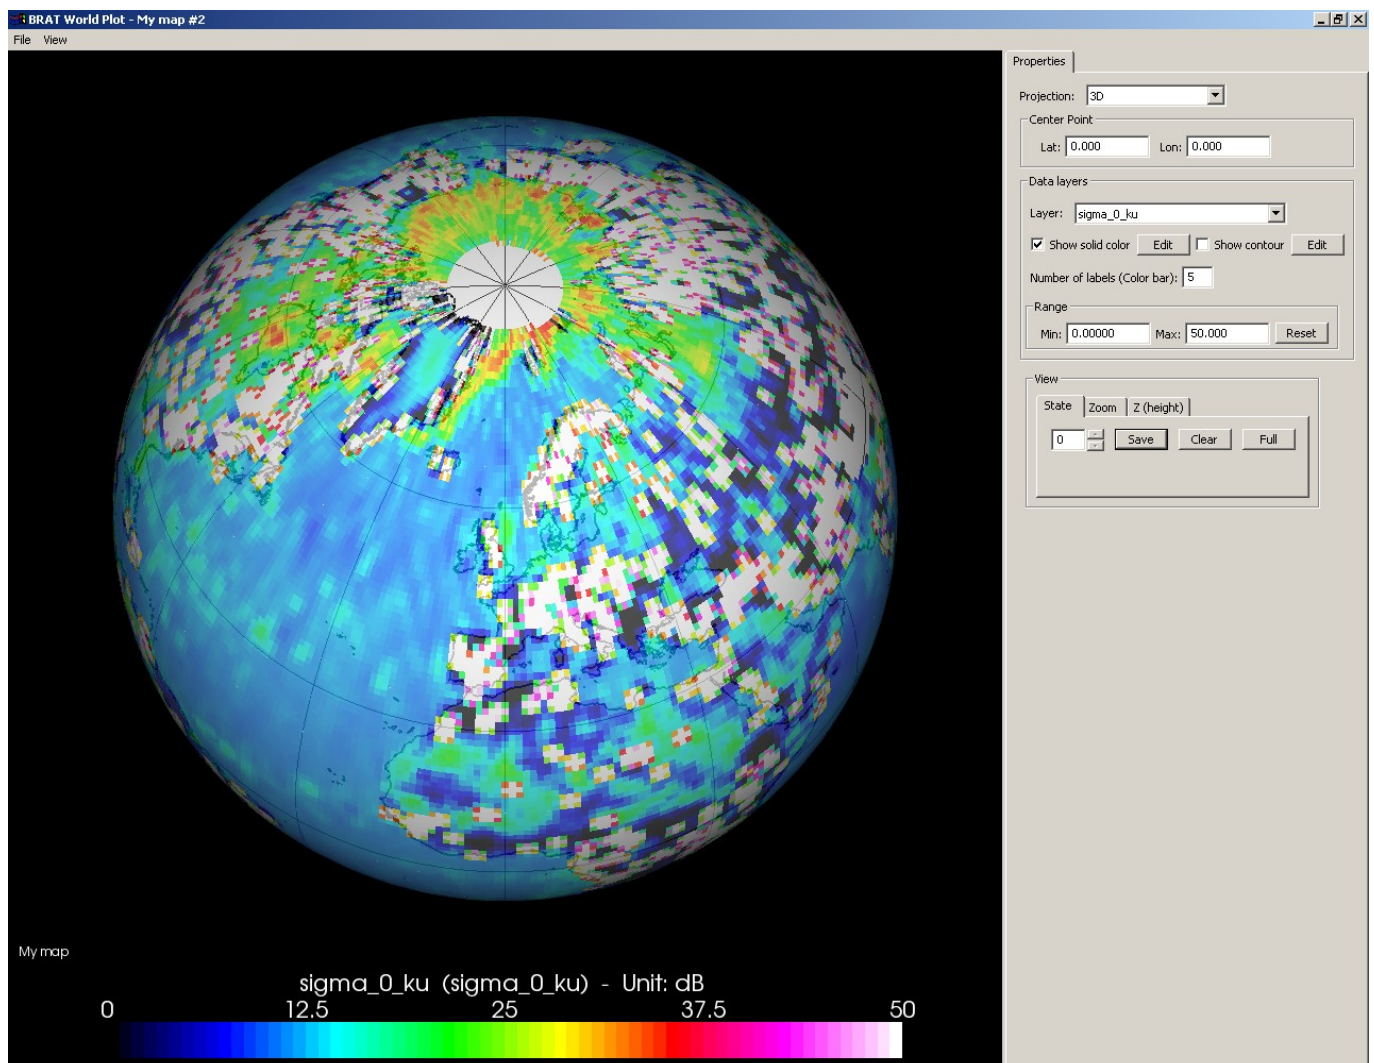 BRAT World Plot - My map #2
File View
Properties
Projection: 3D
Center Point
Lat: 0.000 Lon: 0.000
Data layers
Layer: sigma_0_ku
Show solid color Edit Show contour Edit
Number of labels (Color bar): 5
Range
Min: 0.00000 Max: 50.000 Reset
View
State Zoom Z (height)
0 Save Clear Full
My map
sigma_0_ku (sigma_0_ku) - Unit: dB
0 12.5 25 37.5 50